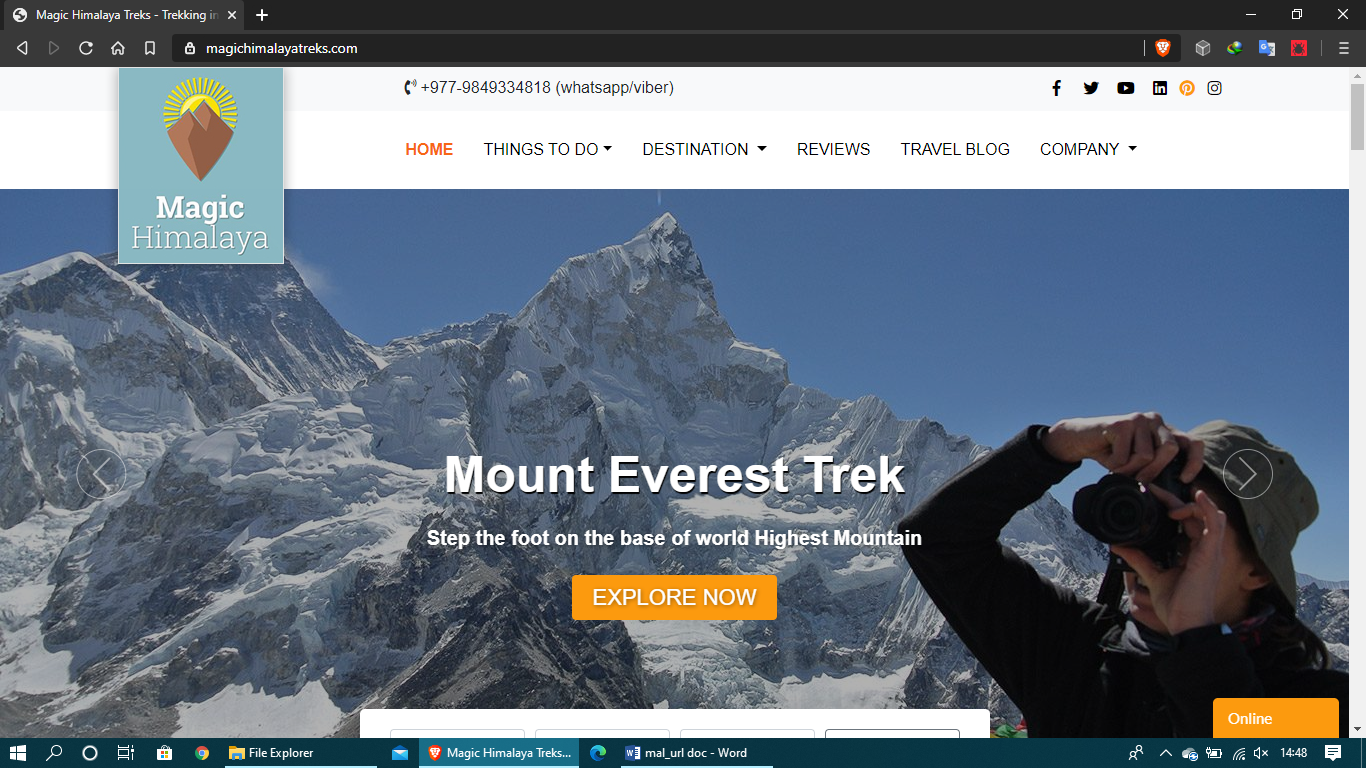 Magic Himalaya Treks - Trekking in
magichimalayatreks.com
+977-9849334818 (whatsapp/viber)
HOME THINGS TO DO DESTINATION REVIEWS TRAVEL BLOG COMPANY
Magic
Himalaya
Mount Everest Trek
Step the foot on the base of world Highest Mountain
EXPLORE NOW
Online
File Explorer
Magic Himalaya Treks...
mal_url doc - Word
14:48